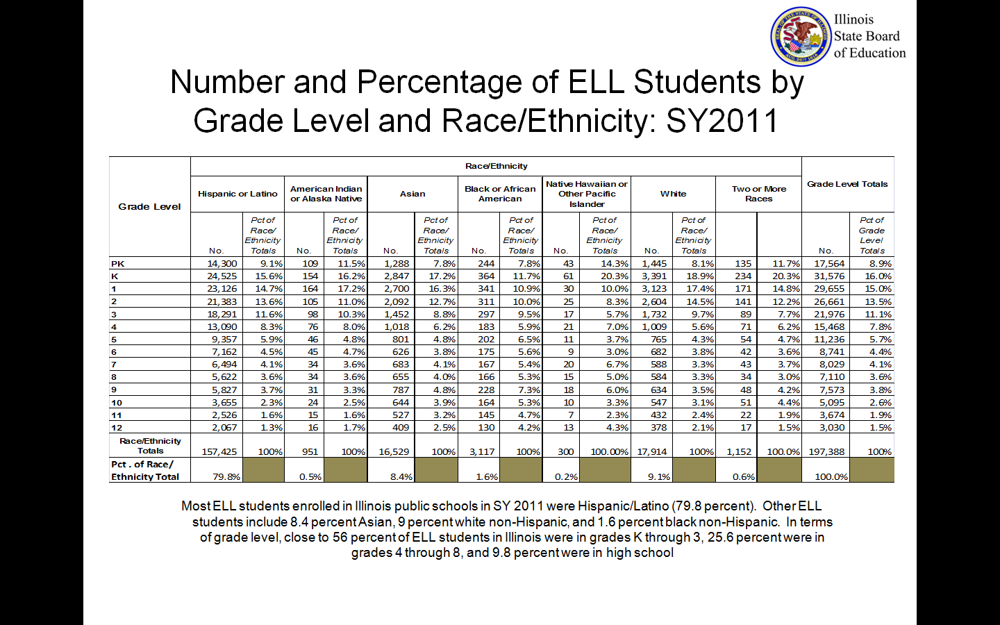 Illinois
State Board
of Education
Number and Percentage of ELL Students by
Grade Level and Race/Ethnicity: SY2011
Grade Level
Race/Ethnicity
Grade Level Totals
Hispanic or Latino
American Indian
or Alaska Native
Asian
Black or African
American
Native Hawaiian or
Other Pacific
Islander
White
Two or More
Races
No. Pct of Race/ Ethnicity Totals No. Pct of Race/ Ethnicity Totals No. Pct of Race/ Ethnicity Totals No. Pct of Race/ Ethnicity Totals No. Pct of Race/ Ethnicity Totals No. Pct of Race/ Ethnicity Totals No. Pct of Grade Level Totals
PK 14,300 9.1% 109 11.5% 1,288 7.8% 244 7.8% 43 14.3% 1,445 8.1% 135 11.7% 17,564 8.9%
K 24,525 15.6% 154 16.2% 2,847 17.2% 364 11.7% 61 20.3% 3,391 18.9% 234 20.3% 31,576 16.0%
1 23,126 14.7% 164 17.2% 2,700 16.3% 341 10.9% 30 10.0% 3,123 17.4% 171 14.8% 29,655 15.0%
2 21,383 13.6% 105 11.0% 2,092 12.7% 311 10.0% 25 8.3% 2,604 14.5% 141 12.2% 26,661 13.5%
3 18,291 11.6% 98 10.3% 1,452 8.8% 297 9.5% 17 5.7% 1,732 9.7% 89 7.7% 21,976 11.1%
4 13,090 8.3% 76 8.0% 1,018 6.2% 183 5.9% 21 7.0% 1,009 5.6% 71 6.2% 15,468 7.8%
5 9,357 5.9% 46 4.8% 801 4.8% 202 6.5% 11 3.7% 765 4.3% 54 4.7% 11,236 5.7%
6 7,162 4.5% 45 4.7% 626 3.8% 175 5.6% 9 3.0% 682 3.8% 42 3.6% 8,741 4.4%
7 6,494 4.1% 34 3.6% 683 4.1% 167 5.4% 20 6.7% 588 3.3% 43 3.7% 8,029 4.1%
8 5,622 3.6% 34 3.6% 655 4.0% 166 5.3% 15 5.0% 584 3.3% 34 3.0% 7,110 3.6%
9 5,827 3.7% 31 3.3% 787 4.8% 228 7.3% 18 6.0% 634 3.5% 48 4.2% 7,573 3.8%
10 3,655 2.3% 24 2.5% 644 3.9% 164 5.3% 10 3.3% 547 3.1% 51 4.4% 5,095 2.6%
11 2,526 1.6% 15 1.6% 527 3.2% 145 4.7% 7 2.3% 432 2.4% 22 1.9% 3,674 1.9%
12 2,067 1.3% 16 1.7% 409 2.5% 130 4.2% 13 4.3% 378 2.1% 17 1.5% 3,030 1.5%
Race/Ethnicity
Totals 157,425 100% 951 100% 16,529 100% 3,117 100% 300 100.00% 17,914 100% 1,152 100.0% 197,388 100%
Pct . of Race/
Ethnicity Total 79.8% 0.5% 8.4% 1.6% 0.2% 9.1% 0.6% 100.0%
Most ELL students enrolled in Illinois public schools in SY 2011 were Hispanic/Latino (79.8 percent). Other ELL
students include 8.4 percent Asian, 9 percent white non-Hispanic, and 1.6 percent black non-Hispanic. In terms
of grade level, close to 56 percent of ELL students in Illinois were in grades K through 3, 25.6 percent were in
grades 4 through 8, and 9.8 percent were in high school